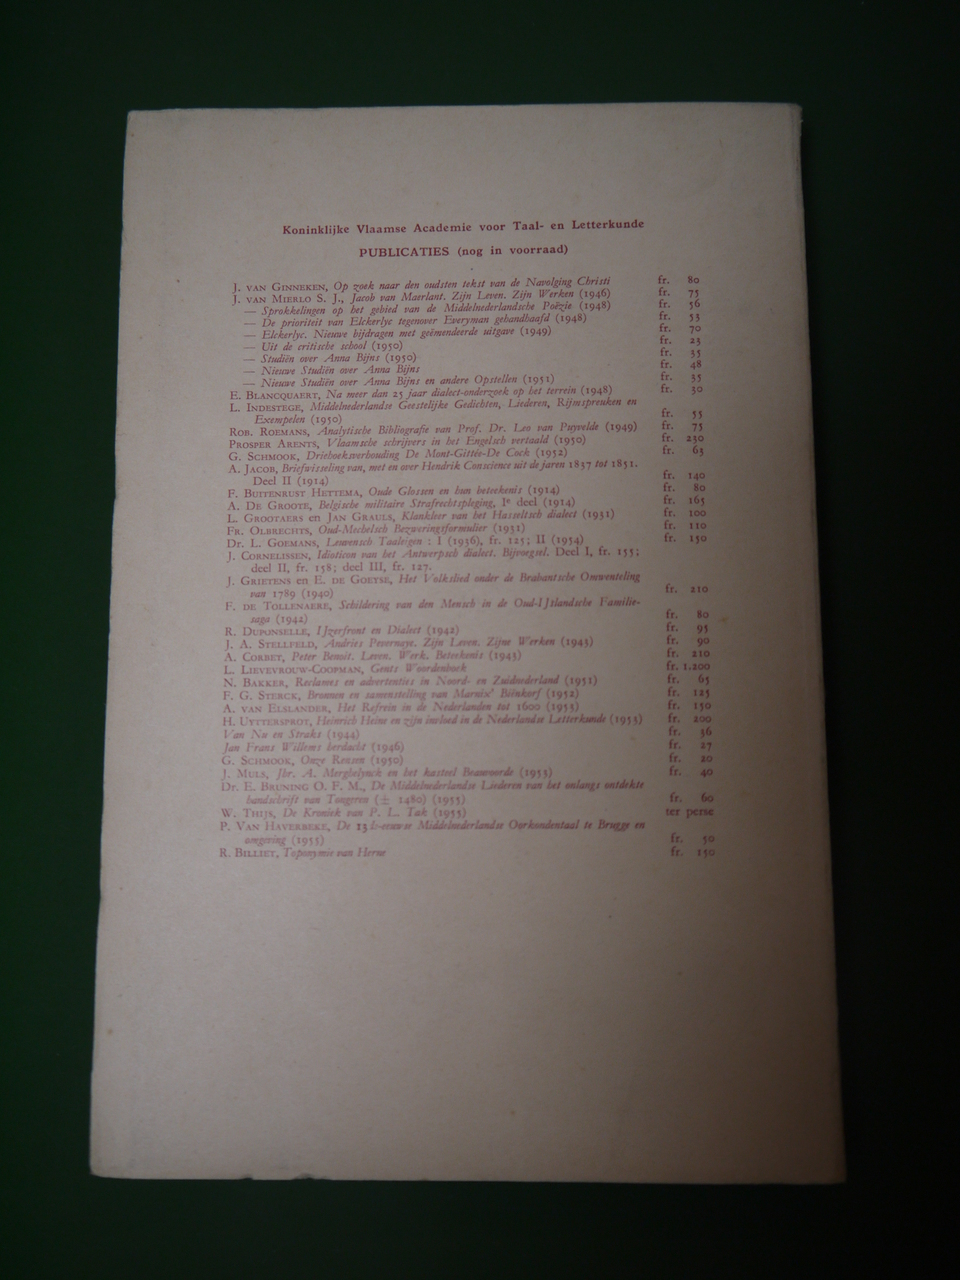 Koninklijke Vlaamse Academie voor Taal- en Letterkunde
PUBLICATIES (nog in voorraad)
J. VAN GINNEKEN, Op zoek naar den oudsten tekst van de Navolging Christi fr. 80
J. VAN MIERLO S. J., Jacob van Maerlant. Zijn Leven. Zijn Werken (1946) fr. 75
— Sprokkelingen op het gebied van de Middelnederlandse Poëzie (1948) fr. 56
— De prioriteit van Elckerlyc tegenover Everyman gehandhaafd (1948) fr. 55
— Elckerlyc. Nieuwe bijdragen met geëmendeerde uitgave (1949) fr. 70
— Uit de critische school (1950) fr. 25
— Studiën over Anna Bijns (1950) fr. 55
— Nieuwe Studiën over Anna Bijns fr. 48
— Nieuwe Studiën over Anna Bijns en andere Opstellen (1951) fr. 55
E. BLANCQUAERT, Na meer dan 25 jaar dialect-onderzoek op het terrein (1948) fr. 30
L. INDESTEGE, Middelnederlandse Geestelijke Gedichten, Liederen, Rijmspreuken en
Exempelen (1950) fr. 55
ROB. ROEMANS, Analytische Bibliografie van Prof. Dr. Leo van Puyvelde (1949) fr. 75
PROSPER ARENTS, Vlaamsche schrijvers in het Engelsch vertaald (1950) fr. 250
G. SCHMOOK, Drieboeksverhouding De Mont-Gittée-De Cock (1952) fr. 65
A. JACOB, Briefwisseling van, met en over Hendrik Conscience uit de jaren 1837 tot 1851.
Deel II (1914) fr. 140
F. BUITENRUST HETTEMA, Oude Glossen en hun beteekenis (1914) fr. 80
A. DE GROOTE, Belgische militaire Strafrechtspleging, Iᵉ deel (1914) fr. 165
L. GROOTAERS en JAN GRAULS, Klankleer van het Hasseltsch dialect (1931) fr. 100
FR. OLBRECHTS, Oud-Mechelsch Bezweringsformulier (1931) fr. 110
Dr. L. GOEMANS, Leuvensch Taaleigen : I (1936), fr. 125; II (1954) fr. 150
J. CORNELISSEN, Idioticon van het Antwerpsch dialect. Bijvoegsel. Deel I, fr. 155;
deel II, fr. 158; deel III, fr. 127.
J. GRIETENS en E. DE GOEYSE, Het Volkslied onder de Brabantsche Omwenteling
van 1789 (1940) fr. 210
F. DE TOLLENAERE, Schildering van den Mensch in de Oud-IJslandsche Familie-
saga (1942) fr. 80
R. DUPONSELLE, IJzerfront en Dialect (1942) fr. 95
J. A. STELLFELD, Andries Pevernage. Zijn Leven. Zijne Werken (1943) fr. 90
A. CORBET, Peter Benoit. Leven. Werk. Beteekenis (1943) fr. 210
L. LIEVEVROUW-COOPMAN, Gents Woordenboek fr. 1.200
N. BAKKER, Reclames en advertenties in Noord- en Zuidnederland (1951) fr. 65
F. G. STERCK, Bronnen en samenstelling van Marnix' Biënkorf (1952) fr. 125
A. VAN ELSLANDER, Het Refrein in de Nederlanden tot 1600 (1953) fr. 150
H. UYTTERSPROT, Heinrich Heine en zijn invloed in de Nederlandse Letterkunde (1953) fr. 200
Van Nu en Straks (1944) fr. 36
Jan Frans Willems herdacht (1946) fr. 27
G. SCHMOOK, Onze Rensen (1950) fr. 20
J. MULS, Jhr. A. Merghelynck en het kasteel Beauvoorde (1953) fr. 40
Dr. E. BRUNING O. F. M., De Middelnederlandse Liederen van het onlangs ontdekte
handschrift van Tongeren (± 1480) (1955) fr. 60
W. THIJS, De Kroniek van P. L. Tak (1955) ter perse
P. VAN HAVERBEKE, De 13 k-eeuwse Middelnederlandse Oorkondentaal te Brugge en
omgeving (1955) fr. 50
R. BILLIET, Toponymie van Herne fr. 150